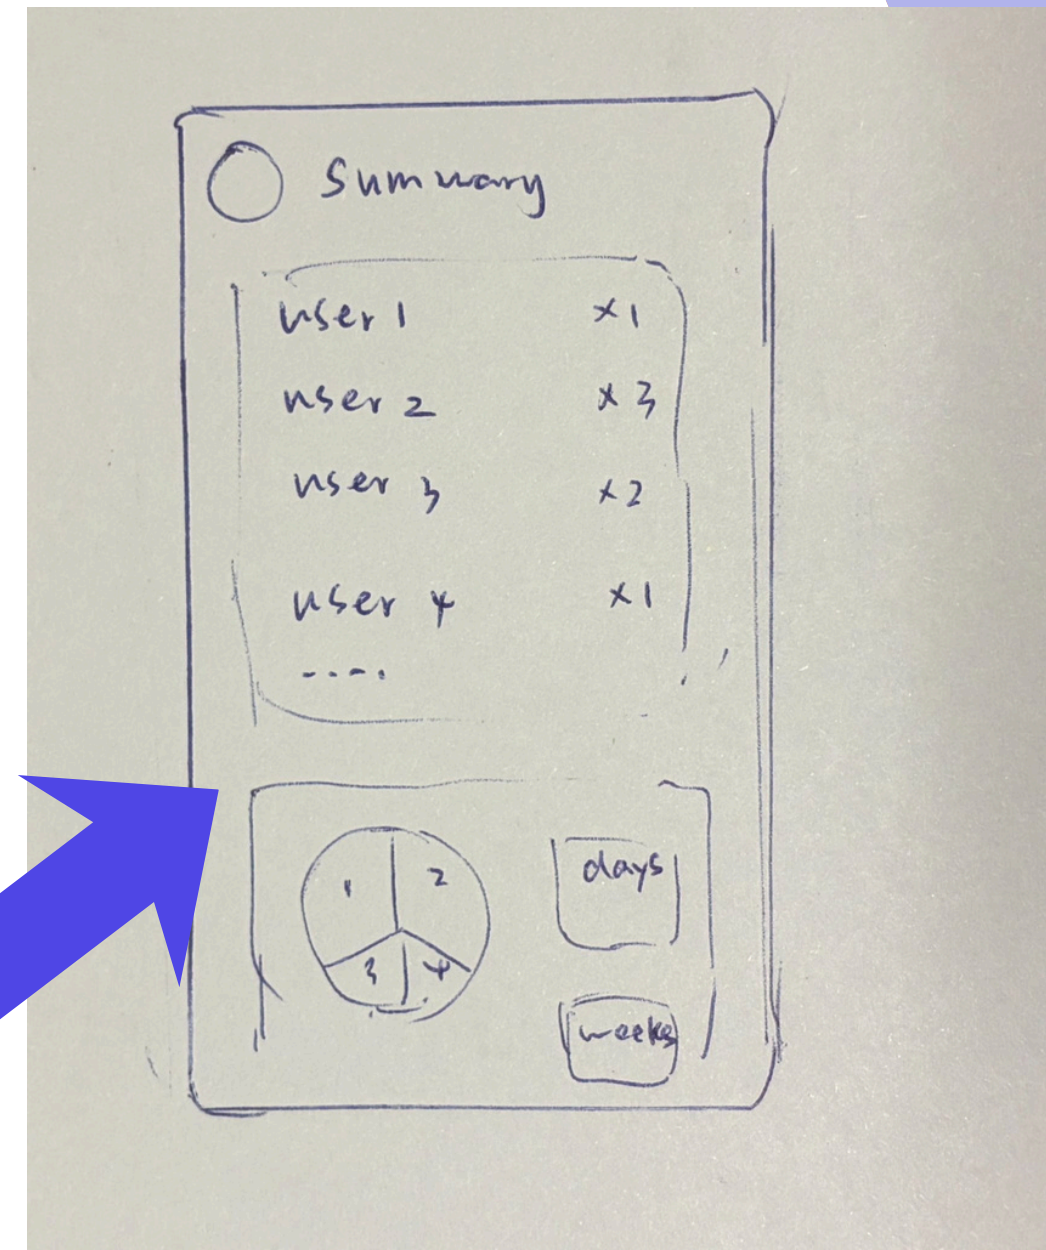 Summary
user 1 x1
user 2 x3
user 3 x2
user 4 x1
.....
1 2
3 4
days
weeks